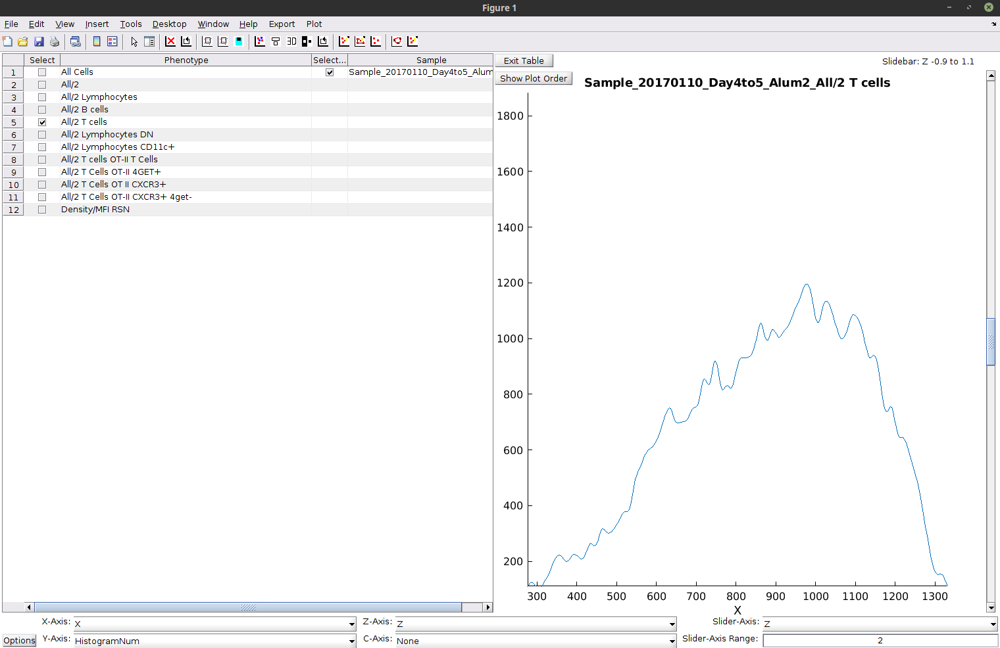 Figure 1
File Edit View Insert Tools Desktop Window Help Export Plot
3D
Select Phenotype Select... Sample
1 All Cells Sample_20170110_Day4to5_Alum
2 All/2
3 All/2 Lymphocytes
4 All/2 B cells
5 All/2 T cells
6 All/2 Lymphocytes DN
7 All/2 Lymphocytes CD11c+
8 All/2 T cells OT-II T Cells
9 All/2 T Cells OT-II 4GET+
10 All/2 T Cells OT II CXCR3+
11 All/2 T Cells OT-II CXCR3+ 4get-
12 Density/MFI RSN
Exit Table
Slidebar: Z -0.9 to 1.1
Show Plot Order
Sample_20170110_Day4to5_Alum2_All/2 T cells
1800
1600
1400
1200
1000
800
600
400
200
300 400 500 600 700 800 900 1000 1100 1200 1300
X
X-Axis: X Z-Axis: Z Slider-Axis: Z
Options Y-Axis: HistogramNum C-Axis: None Slider-Axis Range: 2